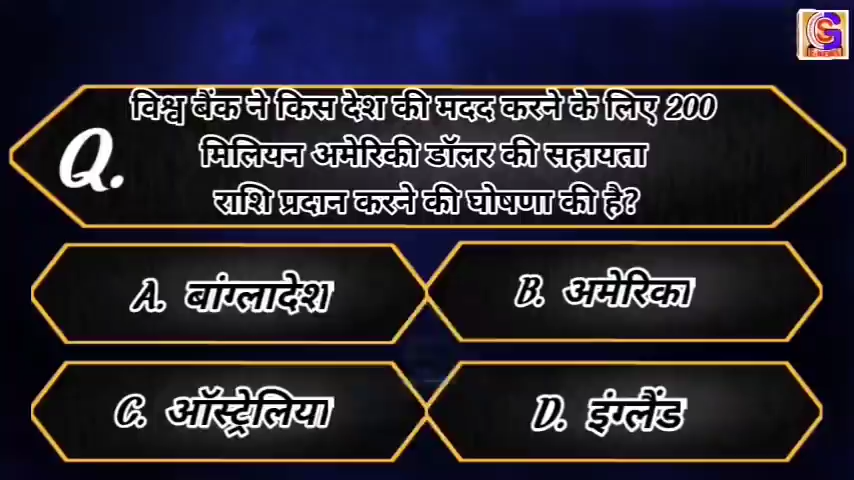 विश्व बैंक ने किस देश की मदद करने के लिए 200
मिलियन अमेरिकी डॉलर की सहायता
राशि प्रदान करने की घोषणा की है?
Q.
A. बांग्लादेश
B. अमेरिका
C. ऑस्ट्रेलिया
D. इंग्लैंड